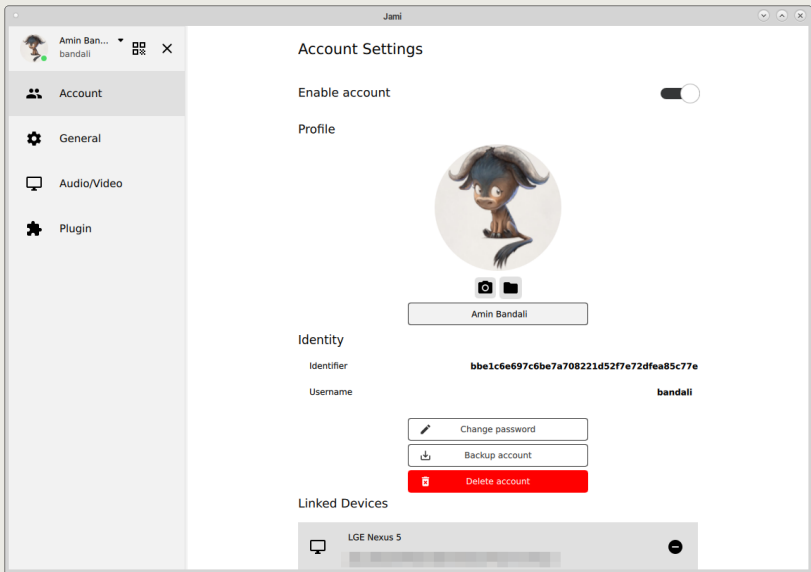 Jami
Amin Ban...
bandali
Account
General
Audio/Video
Plugin
Account Settings
Enable account
Profile
Amin Bandali
Identity
Identifier bbe1c6e697c6be7a708221d52f7e72dfea85c77e
Username bandali
Change password
Backup account
Delete account
Linked Devices
LGE Nexus 5